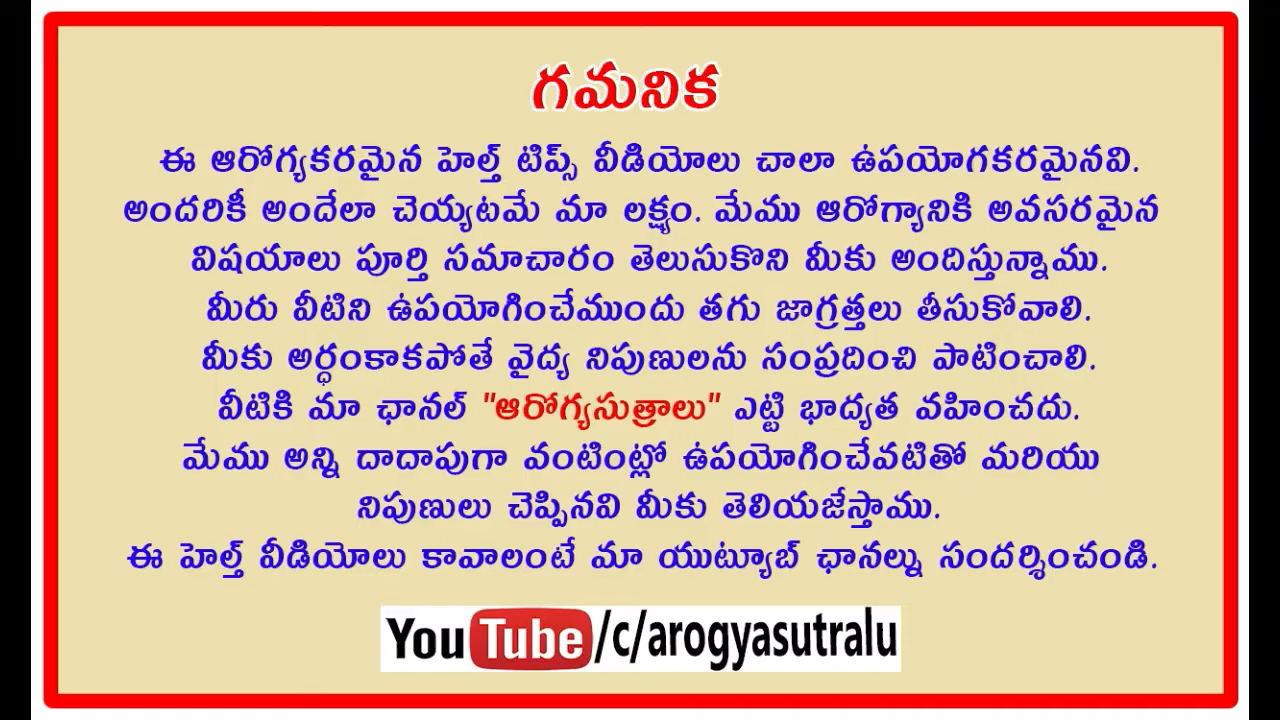 గమనిక
ఈ ఆరోగ్యకరమైన హెల్త్ టిప్స్ వీడియోలు చాలా ఉపయోగకరమైనవి.
అందరికీ అందేలా చెయ్యటమే మా లక్ష్యం. మేము ఆరోగ్యానికి అవసరమైన
విషయాలు పూర్తి సమాచారం తెలుసుకొని మీకు అందిస్తున్నాము.
మీరు వీటిని ఉపయోగించేముందు తగు జాగ్రత్తలు తీసుకోవాలి.
మీకు అర్ధంకాకపోతే వైద్య నిపుణులను సంప్రదించి పాటించాలి.
వీటికి మా ఛానల్ "ఆరోగ్యసుత్రాలు" ఎట్టి భాద్యత వహించదు.
మేము అన్ని దాదాపుగా వంటింట్లో ఉపయోగించేవటితో మరియు
నిపుణులు చెప్పినవి మీకు తెలియజేస్తాము.
ఈ హెల్త్ వీడియోలు కావాలంటే మా యుట్యూబ్ ఛానల్ను సందర్శించండి.
YouTube/c/arogyasutralu